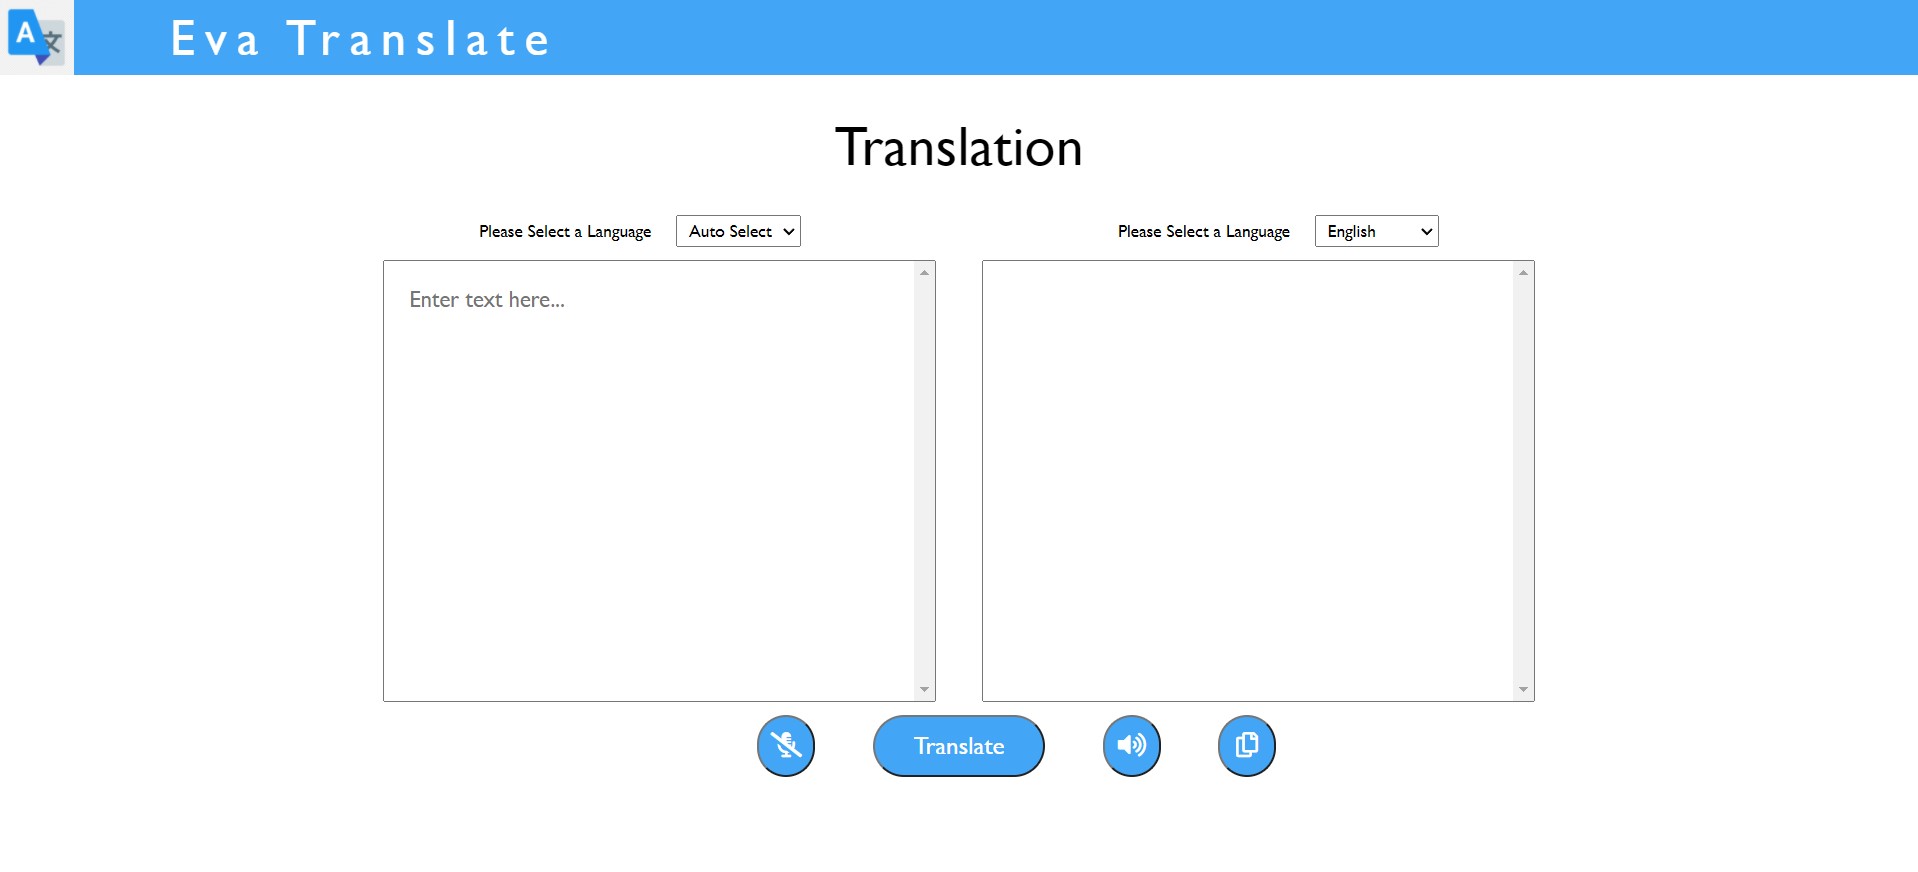 A 文
Eva Translate
Translation
Please Select a Language Auto Select
Please Select a Language English
Enter text here...
Translate